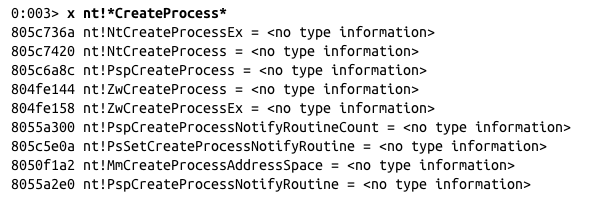 0:003> x nt!*CreateProcess*
805c736a nt!NtCreateProcessEx = <no type information>
805c7420 nt!NtCreateProcess = <no type information>
805c6a8c nt!PspCreateProcess = <no type information>
804fe144 nt!ZwCreateProcess = <no type information>
804fe158 nt!ZwCreateProcessEx = <no type information>
8055a300 nt!PspCreateProcessNotifyRoutineCount = <no type information>
805c5e0a nt!PsSetCreateProcessNotifyRoutine = <no type information>
8050f1a2 nt!MmCreateProcessAddressSpace = <no type information>
8055a2e0 nt!PspCreateProcessNotifyRoutine = <no type information>